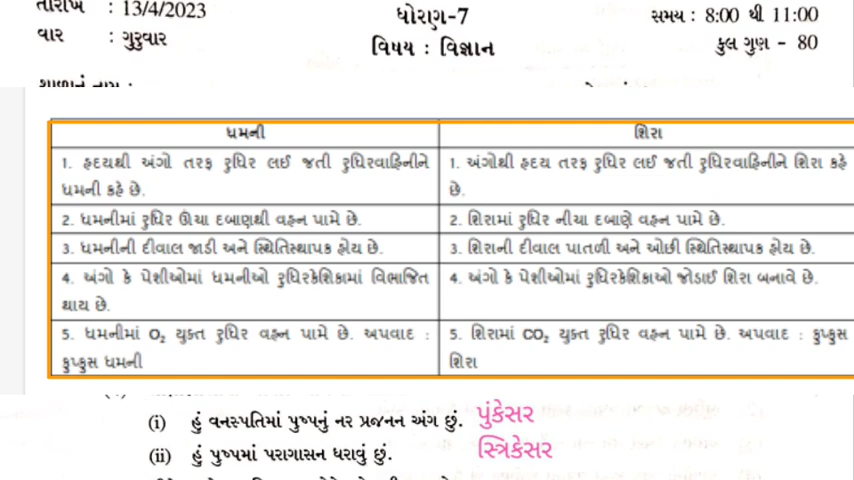 તારીખ : 13/4/2023
ધોરણ-7
સમય : 8:00 થી 11:00
વાર : ગુરુવાર
વિષય : વિજ્ઞાન
કુલ ગુણ - 80
ધમની
શિરા
1. હૃદયથી અંગો તરફ રુધિર લઈ જતી રુધિરવાહિનીને
ધમની કહે છે.
1. અંગોથી હૃદય તરફ રુધિર લઈ જતી રુધિરવાહિનીને શિરા કહે
છે.
2. ધમનીમાં રુધિર ઊંચા દબાણથી વહન પામે છે.
2. શિરામાં રુધિર નીચા દબાણે વહન પામે છે.
3. ધમનીની દીવાલ જાડી અને સ્થિતિસ્થાપક હોય છે.
3. શિરાની દીવાલ પાતળી અને ઓછી સ્થિતિસ્થાપક હોય છે.
4. અંગો કે પેશીઓમાં ધમનીઓ રુધિરકેશિકામાં વિભાજિત
થાય છે.
4. અંગો કે પેશીઓમાં રુધિરકેશિકાઓ જોડાઈ શિરા બનાવે છે.
5. ધમનીમાં O₂ યુક્ત રુધિર વહન પામે છે. અપવાદ :
ફુપ્ફુસ ધમની
5. શિરામાં CO₂ યુક્ત રુધિર વહન પામે છે. અપવાદ : ફુપ્ફુસ
શિરા
(i) હું વનસ્પતિમાં પુષ્પનું નર પ્રજનન અંગ છું. પુંકેસર
(ii) હું પુષ્પમાં પરાગાસન ધરાવું છું. સ્ત્રિકેસર